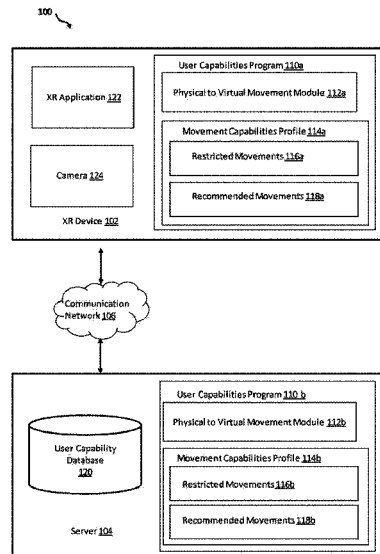 100
User Capabilities Program 110a
XR Application 122
Physical to Virtual Movement Module 112a
Movement Capabilities Profile 114a
Restricted Movements 116a
Camera 124
Recommended Movements 118a
XR Device 102
Communication
Network 106
User Capabilities Program 110 b
Physical to Virtual Movement Module 112b
User Capability
Database
120
Movement Capabilities Profile 114b
Restricted Movements 116b
Recommended Movements 118b
Server 104